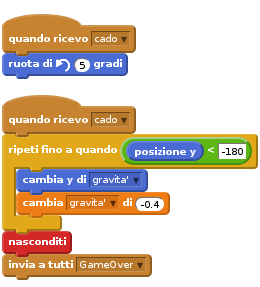 quando ricevo cado
ruota di 5 gradi
quando ricevo cado
ripeti fino a quando posizione y < -180
cambia y di gravita'
cambia gravita' di -0.4
nasconditi
invia a tutti GameOver